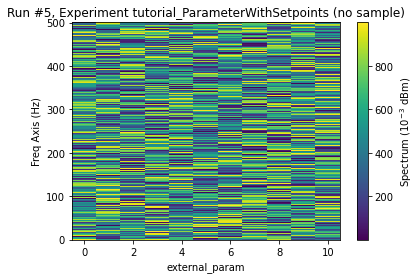 Run #5, Experiment tutorial_ParameterWithSetpoints (no sample)
500
400
300
200
100
0
Freq Axis (Hz)
0 2 4 6 8 10
external_param
800
600
400
200
Spectrum (10⁻³ dBm)